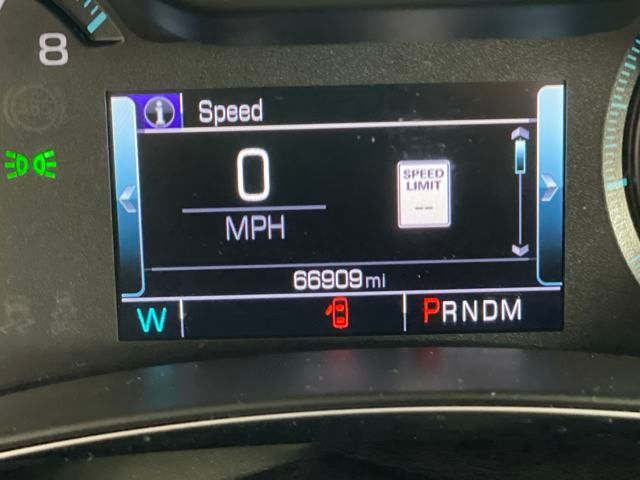 8
Speed
0
MPH
SPEED
LIMIT
--
66909 mi
W
PRNDM